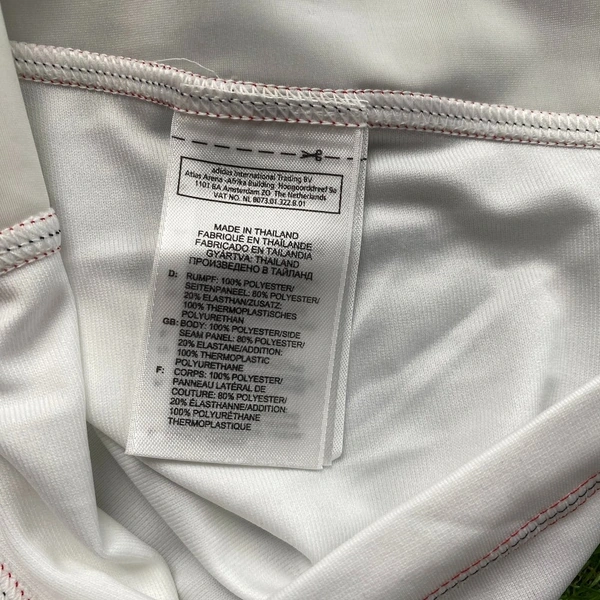 adidas International Trading BV
Atlas Arena -Afrika Building Hoogoorddreef 9a
1101 BA Amsterdam ZO The Netherlands
VAT NO. NL 8073.01.322.B.01
MADE IN THAILAND
FABRIQUÉ EN THAÏLANDE
FABRICADO EN TAILANDIA
GYÁRTVA: THAILAND
ПРОИЗВЕДЕНО В ТАЙЛАНД
D: RUMPF: 100% POLYESTER/
SEITENPANEEL: 80% POLYESTER/
20% ELASTHAN/ZUSATZ:
100% THERMOPLASTISCHES
POLYURETHAN
GB: BODY: 100% POLYESTER/SIDE
SEAM PANEL: 80% POLYESTER/
20% ELASTANE/ADDITION:
100% THERMOPLASTIC
POLYURETHANE
F: CORPS: 100% POLYESTER/
PANNEAU LATÉRAL DE
COUTURE: 80% POLYESTER/
20% ÉLASTHANNE/ADDITION:
100% POLYURÉTHANE
THERMOPLASTIQUE